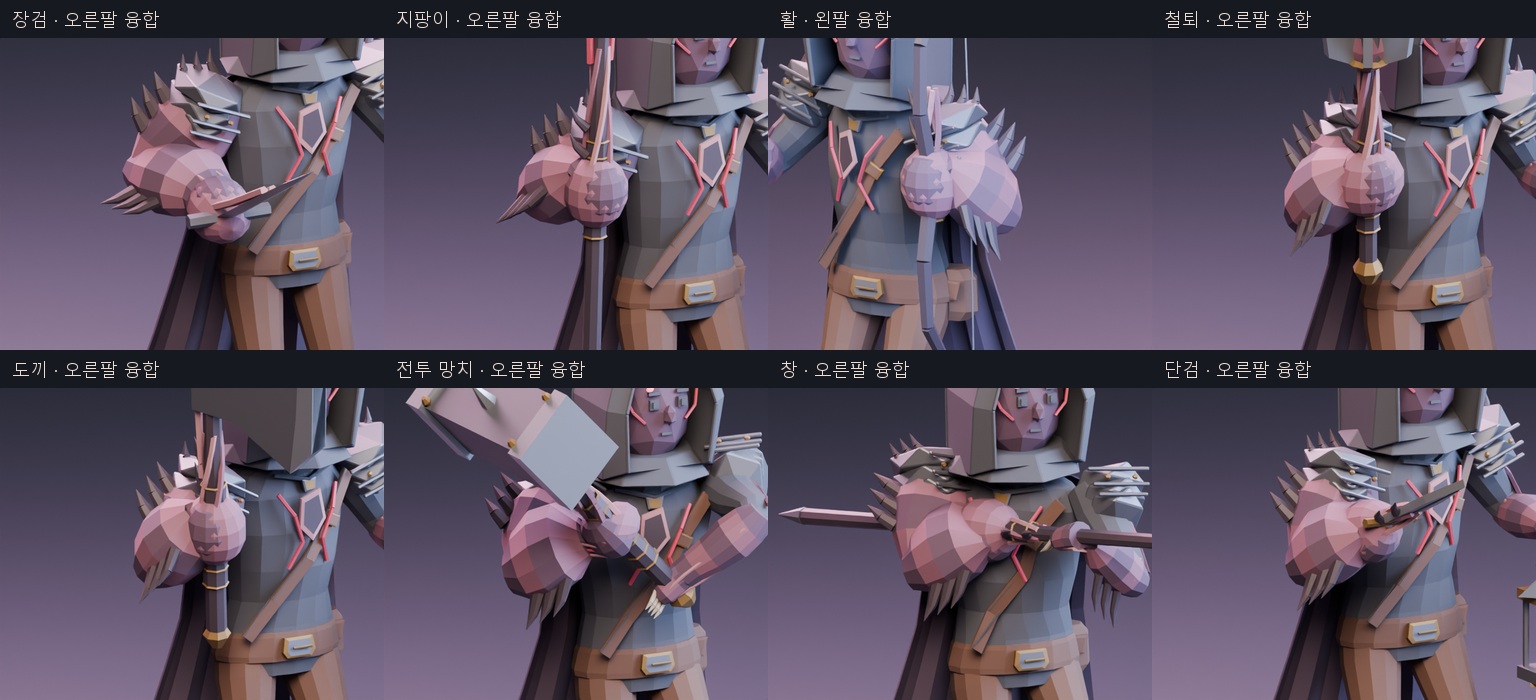 장검 · 오른팔 융합
지팡이 · 오른팔 융합
활 · 왼팔 융합
철퇴 · 오른팔 융합
도끼 · 오른팔 융합
전투 망치 · 오른팔 융합
창 · 오른팔 융합
단검 · 오른팔 융합